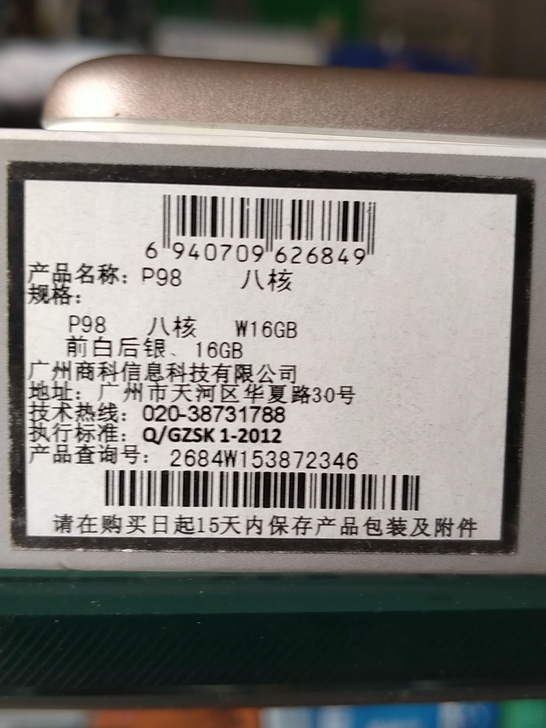 6 940709 626849
产品名称：P98 八核
规格：
P98 八核 W16GB
前白后银、16GB
广州商科信息科技有限公司
地址：广州市天河区华夏路30号
技术热线：020-38731788
执行标准：Q/GZSK 1-2012
产品查询号：2684W153872346
请在购买日起15天内保存产品包装及附件